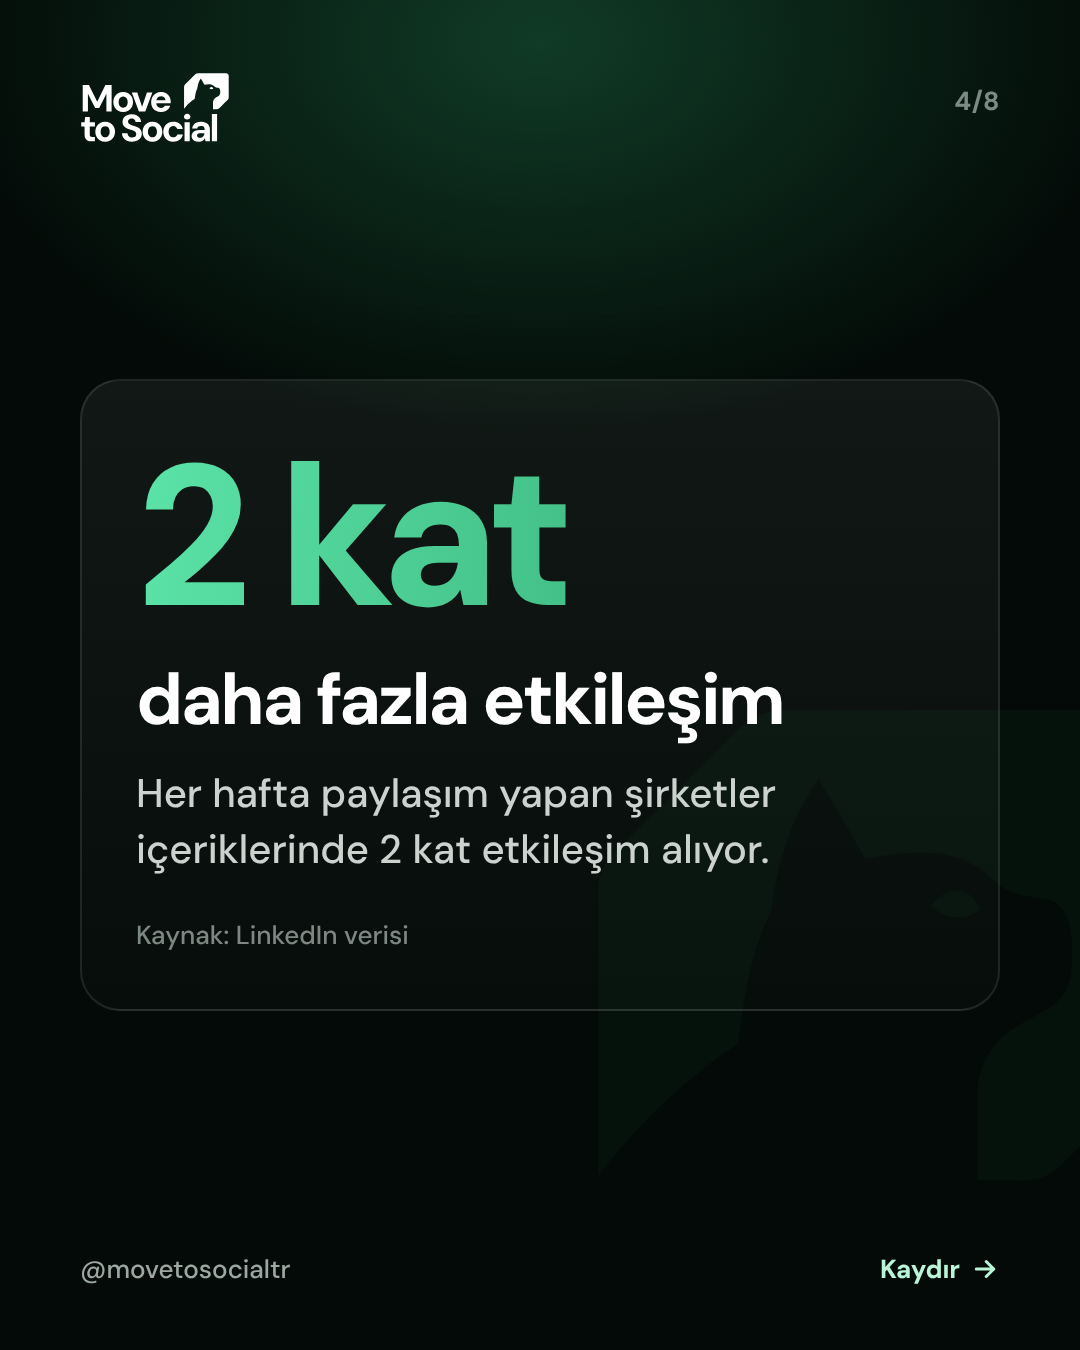 Move
to Social
4/8
2 kat
daha fazla etkileşim
Her hafta paylaşım yapan şirketler
içeriklerinde 2 kat etkileşim alıyor.
Kaynak: LinkedIn verisi
@movetosocialtr
Kaydır →